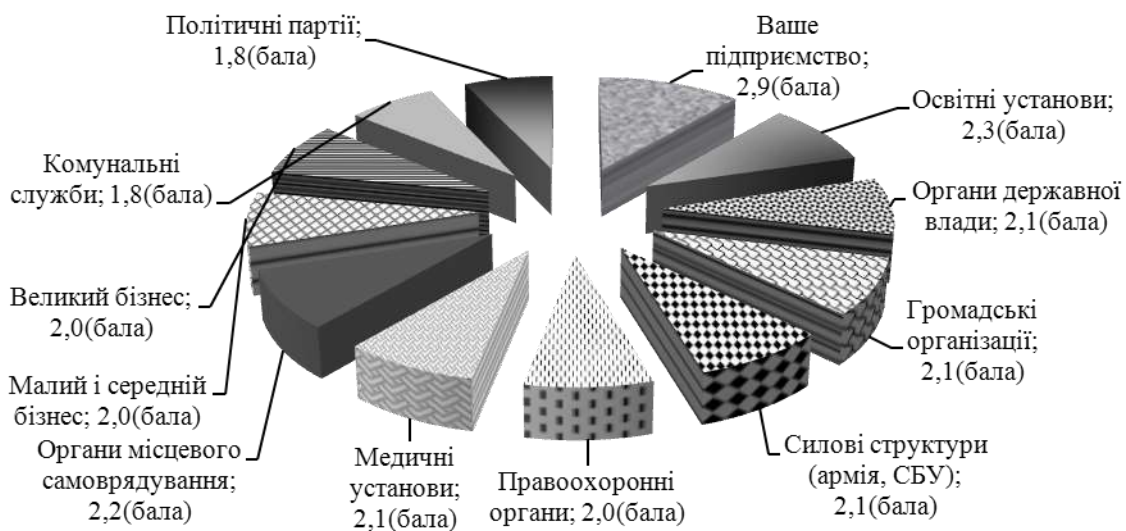 Політичні партії;
1,8(бала)
Ваше
підприємство;
2,9(бала)
Освітні установи;
2,3(бала)
Органи державної
влади; 2,1(бала)
Громадські
організації;
2,1(бала)
Силові структури
(армія, СБУ);
2,1(бала)
Правоохоронні
органи; 2,0(бала)
Медичні
установи;
2,1(бала)
Органи місцевого
самоврядування;
2,2(бала)
Малий і середній
бізнес; 2,0(бала)
Великий бізнес;
2,0(бала)
Комунальні
служби; 1,8(бала)